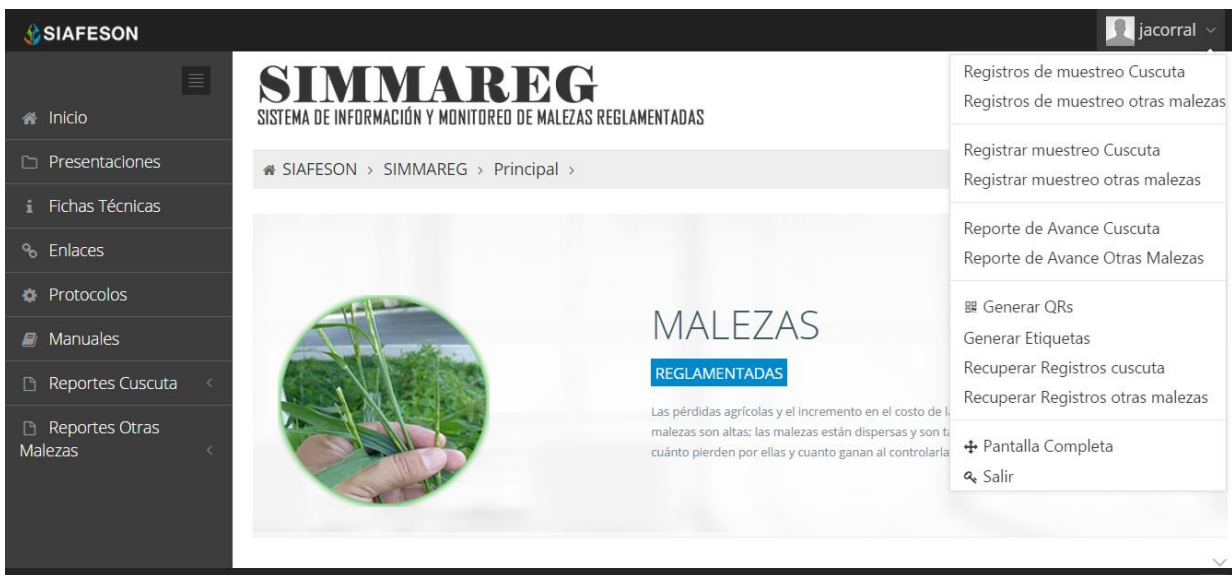 SIAFESON
jacorral
Inicio
Presentaciones
Fichas Técnicas
Enlaces
Protocolos
Manuales
Reportes Cuscuta
Reportes Otras
Malezas
SIMMAREG
SISTEMA DE INFORMACIÓN Y MONITOREO DE MALEZAS REGLAMENTADAS
SIAFESON > SIMMAREG > Principal >
MALEZAS
REGLAMENTADAS
Las pérdidas agrícolas y el incremento en el costo de
malezas son altas; las malezas están dispersas y son
cuánto pierden por ellas y cuanto ganan al
Registros de muestreo Cuscuta
Registros de muestreo otras malezas
Registrar muestreo Cuscuta
Registrar muestreo otras malezas
Reporte de Avance Cuscuta
Reporte de Avance Otras Malezas
Generar QRs
Generar Etiquetas
Recuperar Registros cuscuta
Recuperar Registros otras malezas
Pantalla Completa
Salir